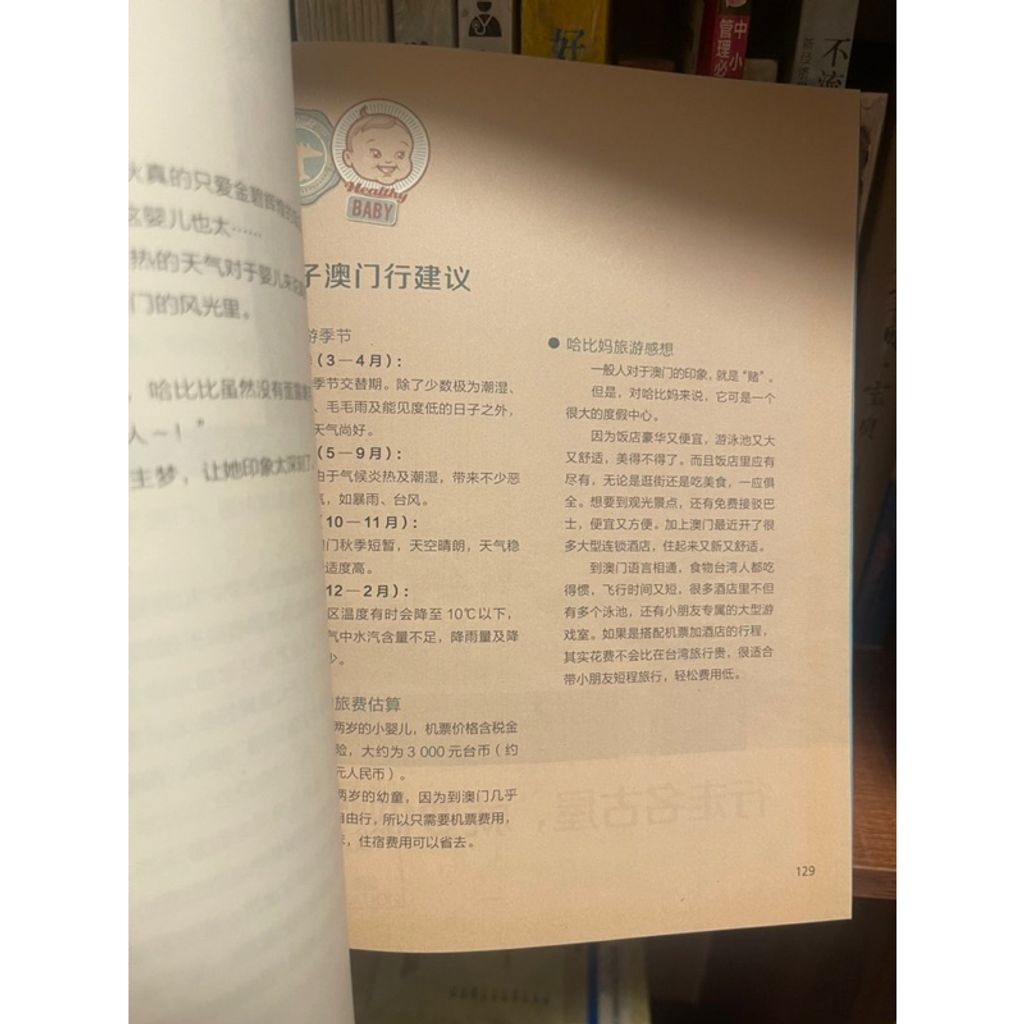 好
中小
管理必
不流
火真的只爱金碧辉煌的
这婴儿也太……
热的天气对于婴儿来说
门的风光里。
，哈比比虽然没有
人－！”
主梦，让她印象太深刻了
Healthy
BABY
子澳门行建议
游季节
（3－4月）：
季节交替期。除了少数极为潮湿、
、毛毛雨及能见度低的日子之外，
天气尚好。
（5－9月）：
由于气候炎热及潮湿，带来不少恶
气，如暴雨、台风。
（10－11月）：
门秋季短暂，天空晴朗，天气稳
适度高。
12－2月）：
区温度有时会降至 10℃以下，
气中水汽含量不足，降雨量及降
少。
旅费估算
两岁的小婴儿，机票价格含税金
险，大约为 3 000 元台币（约
元人民币）。
两岁的幼童，因为到澳门几乎
自由行，所以只需要机票费用，
，住宿费用可以省去。
● 哈比妈旅游感想
一般人对于澳门的印象，就是“赌”。
但是，对哈比妈来说，它可是一个
很大的度假中心。
因为饭店豪华又便宜，游泳池又大
又舒适，美得不得了。而且饭店里应有
尽有，无论是逛街还是吃美食，一应俱
全。想要到观光景点，还有免费接驳巴
士，便宜又方便。加上澳门最近开了很
多大型连锁酒店，住起来又新又舒适。
到澳门语言相通，食物台湾人都吃
得惯，飞行时间又短，很多酒店里不但
有多个泳池，还有小朋友专属的大型游
戏室。如果是搭配机票加酒店的行程，
其实花费不会比在台湾旅行贵，很适合
带小朋友短程旅行，轻松费用低。
129